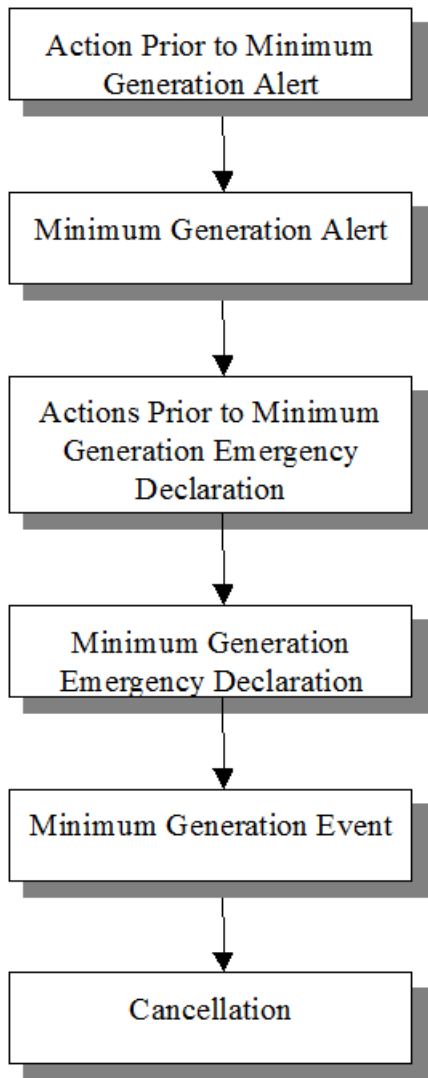 Action Prior to Minimum
Generation Alert
Minimum Generation Alert
Actions Prior to Minimum
Generation Emergency
Declaration
Minimum Generation
Emergency Declaration
Minimum Generation Event
Cancellation